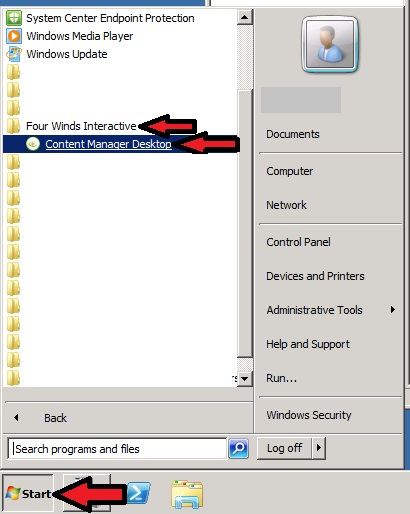 System Center Endpoint Protection
Windows Media Player
Windows Update
Four Winds Interactive
Content Manager Desktop
Back
Search programs and files
Documents
Computer
Network
Control Panel
Devices and Printers
Administrative Tools
Help and Support
Run...
Windows Security
Log off
Start